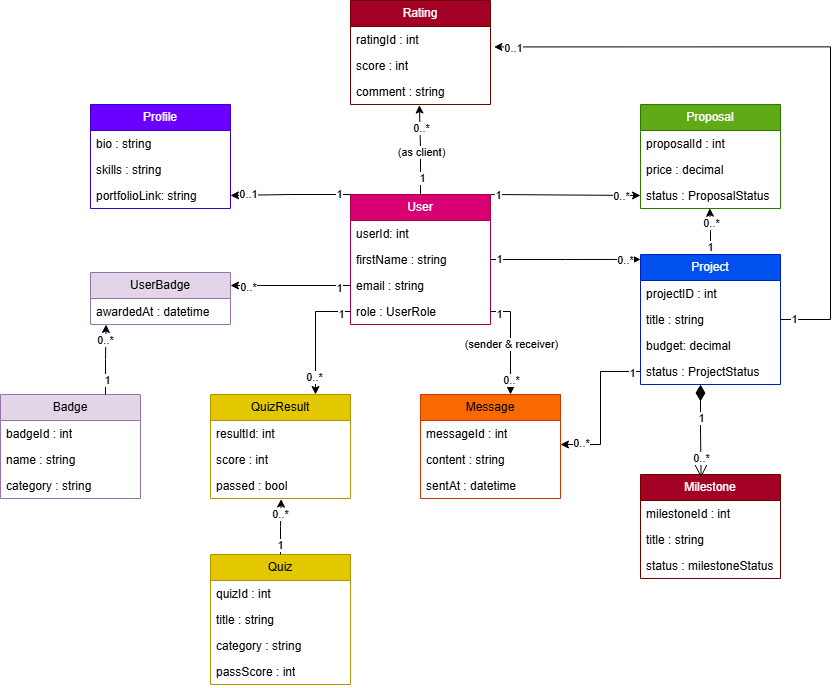 Rating
ratingId : int
score : int
comment : string
0..1
0..*
(as client)
1
Profile
bio : string
skills : string
portfolioLink: string
0..1
1
Proposal
proposalId : int
price : decimal
status : ProposalStatus
1
0..*
0..*
1
User
userId: int
firstName : string
email : string
role : UserRole
1
0..*
Project
projectID : int
title : string
budget: decimal
status : ProjectStatus
1
UserBadge
awardedAt : datetime
0..*
1
1
1
(sender & receiver)
0..*
1
0..*
0..*
1
Badge
badgeId : int
name : string
category : string
QuizResult
resultId: int
score : int
passed : bool
Message
messageId : int
content : string
sentAt : datetime
0..*
1
0..*
Milestone
milestoneId : int
title : string
status : milestoneStatus
0..*
1
Quiz
quizId : int
title : string
category : string
passScore : int